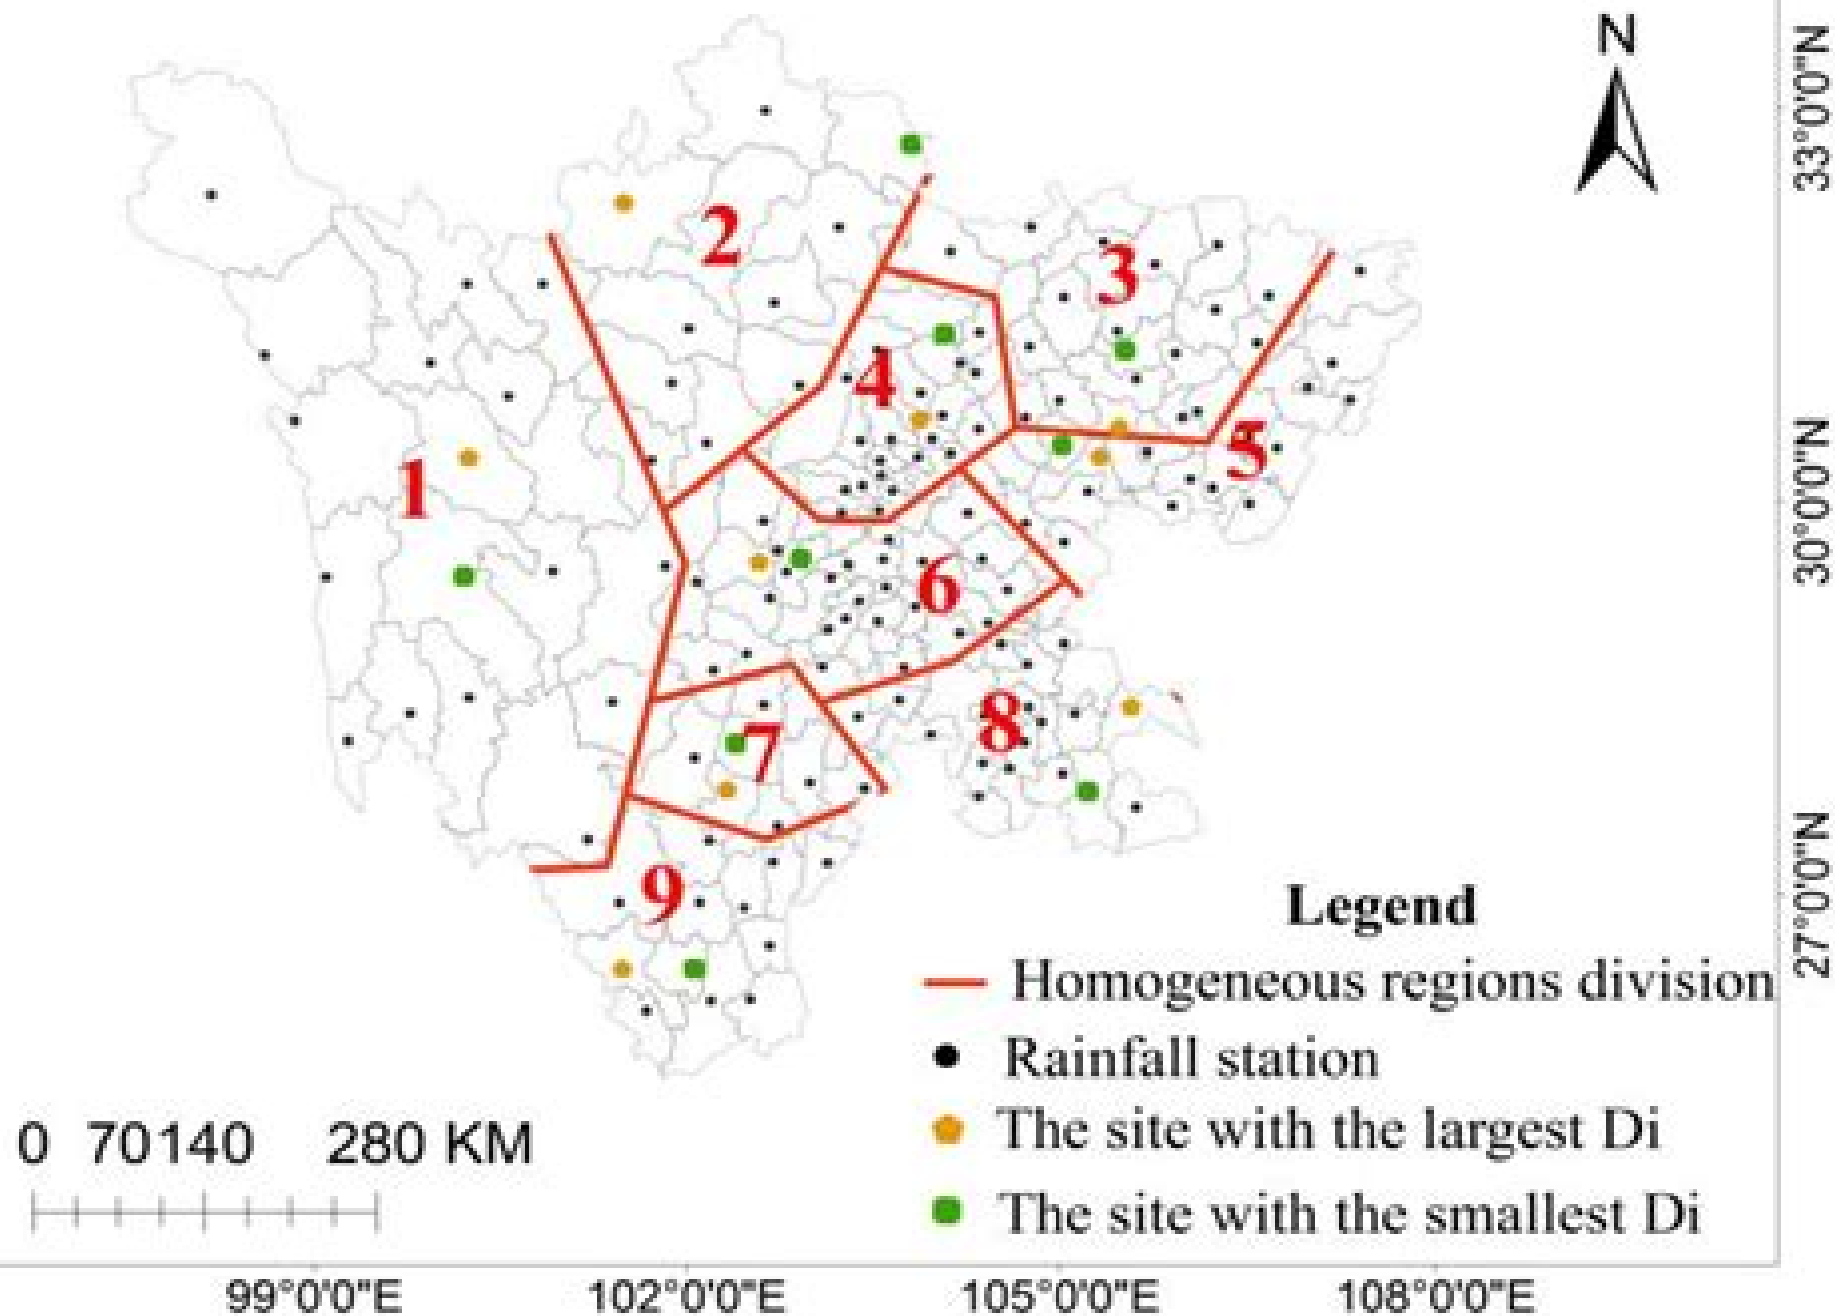 N
33°0'0"N
2
3
4
5
1
30°0'0"N
6
7
8
9
27°0'0"N
Legend
Homogeneous regions division
Rainfall station
The site with the largest Di
The site with the smallest Di
0 70140 280 KM
99°0'0"E 102°0'0"E 105°0'0"E 108°0'0"E